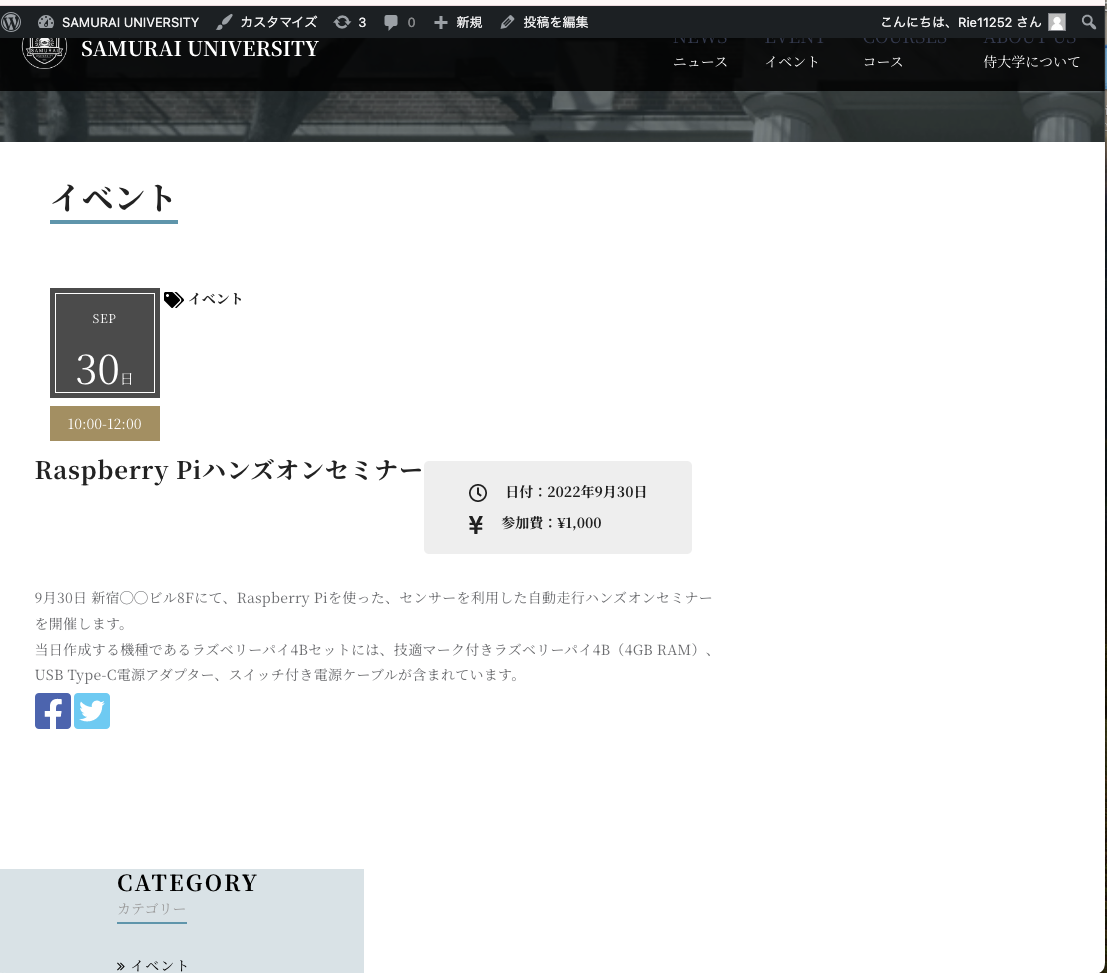 SAMURAI UNIVERSITY カスタマイズ 3 0 新規 投稿を編集 こんにちは、Rie11252 さん
SAMURAI UNIVERSITY
NEWS EVENT COURSES ABOUT US
ニュース イベント コース 侍大学について
イベント
SEP
30日
イベント
10:00-12:00
Raspberry Piハンズオンセミナー
日付：2022年9月30日
参加費：¥1,000
9月30日 新宿◯◯ビル8Fにて、Raspberry Piを使った、センサーを利用した自動走行ハンズオンセミナー
を開催します。
当日作成する機種であるラズベリーパイ4Bセットには、技適マーク付きラズベリーパイ4B（4GB RAM）、
USB Type-C電源アダプター、スイッチ付き電源ケーブルが含まれています。
CATEGORY
カテゴリー
» イベント